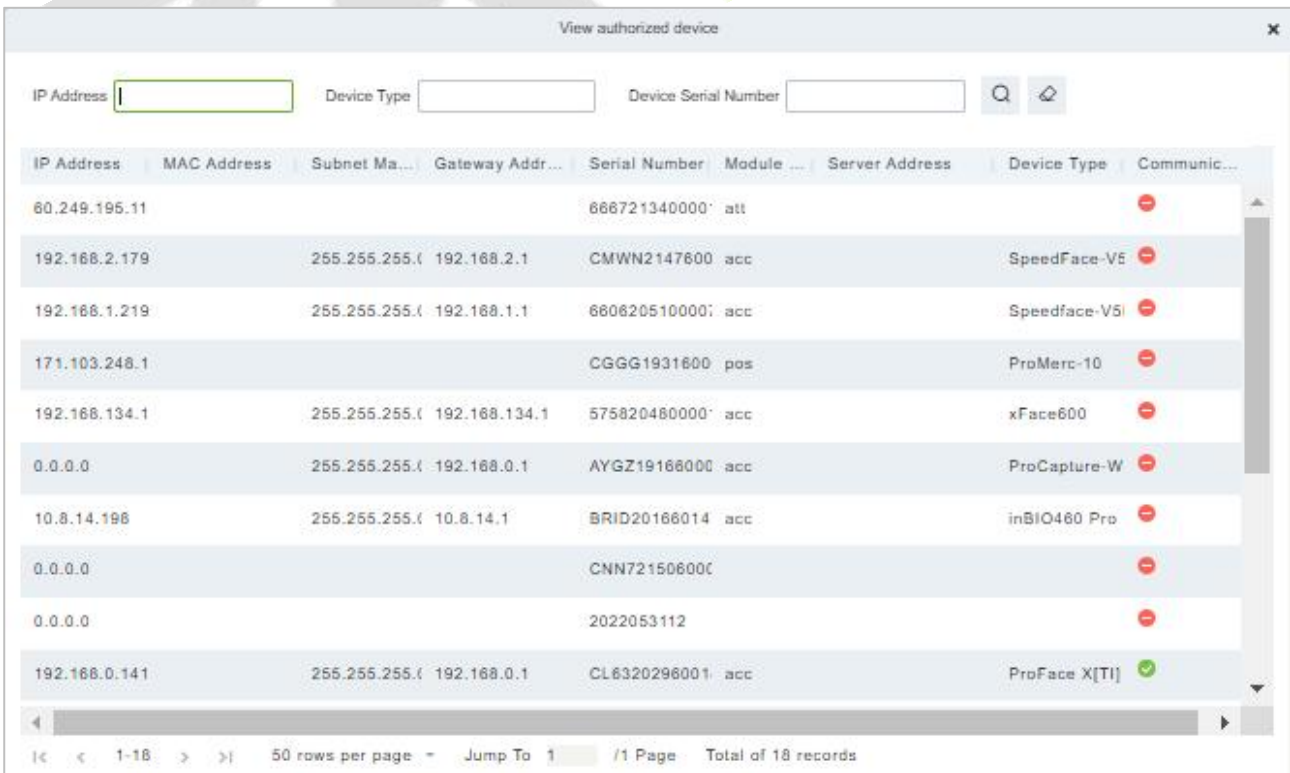 View authorized device
IP Address Device Type Device Serial Number
IP Address MAC Address Subnet Ma... Gateway Addr... Serial Number Module ... Server Address Device Type Communic...
60.249.195.11 666721340000 att
192.168.2.179 255.255.255.( 192.168.2.1 CMWN2147600 acc SpeedFace-V5
192.168.1.219 255.255.255.( 192.168.1.1 660620510000 acc Speedface-V5
171.103.248.1 CGGG1931600 pos ProMerc-10
192.168.134.1 255.255.255.( 192.168.134.1 575820480000 acc xFace600
0.0.0.0 255.255.255.( 192.168.0.1 AYGZ19166000 acc ProCapture-W
10.8.14.198 255.255.255.( 10.8.14.1 BRID20166014 acc inBIO460 Pro
0.0.0.0 CNN72150600
0.0.0.0 2022053112
192.168.0.141 255.255.255.( 192.168.0.1 CL6320296001 acc ProFace X[TI]
1-18 50 rows per page Jump To 1 /1 Page Total of 18 records